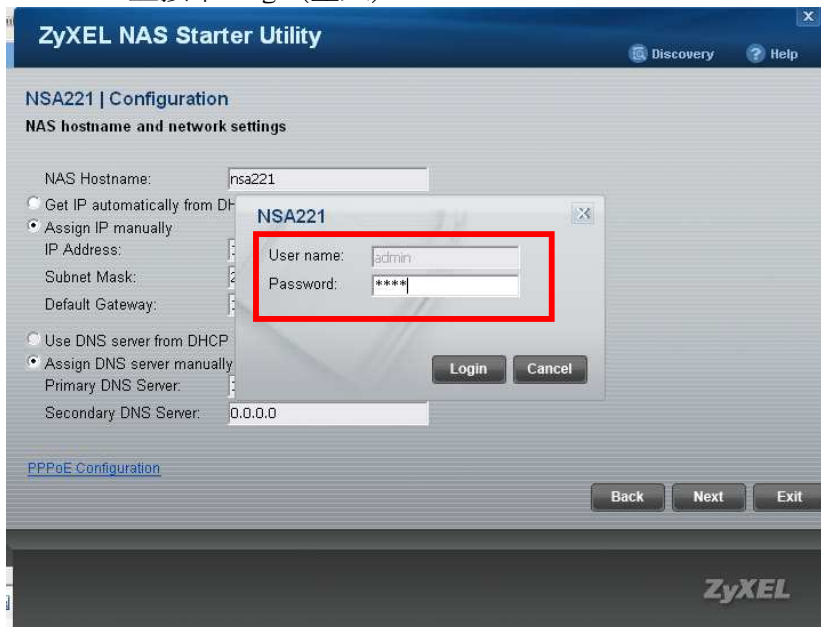 ZyXEL NAS Starter Utility
Discovery
Help
NSA221 | Configuration
NAS hostname and network settings
NAS Hostname: nsa221
Get IP automatically from DH
Assign IP manually
IP Address:
Subnet Mask:
Default Gateway:
Use DNS server from DHCP
Assign DNS server manually
Primary DNS Server:
Secondary DNS Server: 0.0.0.0
NSA221
User name: admin
Password: ****
Login Cancel
PPPoE Configuration
Back Next Exit
ZyXEL